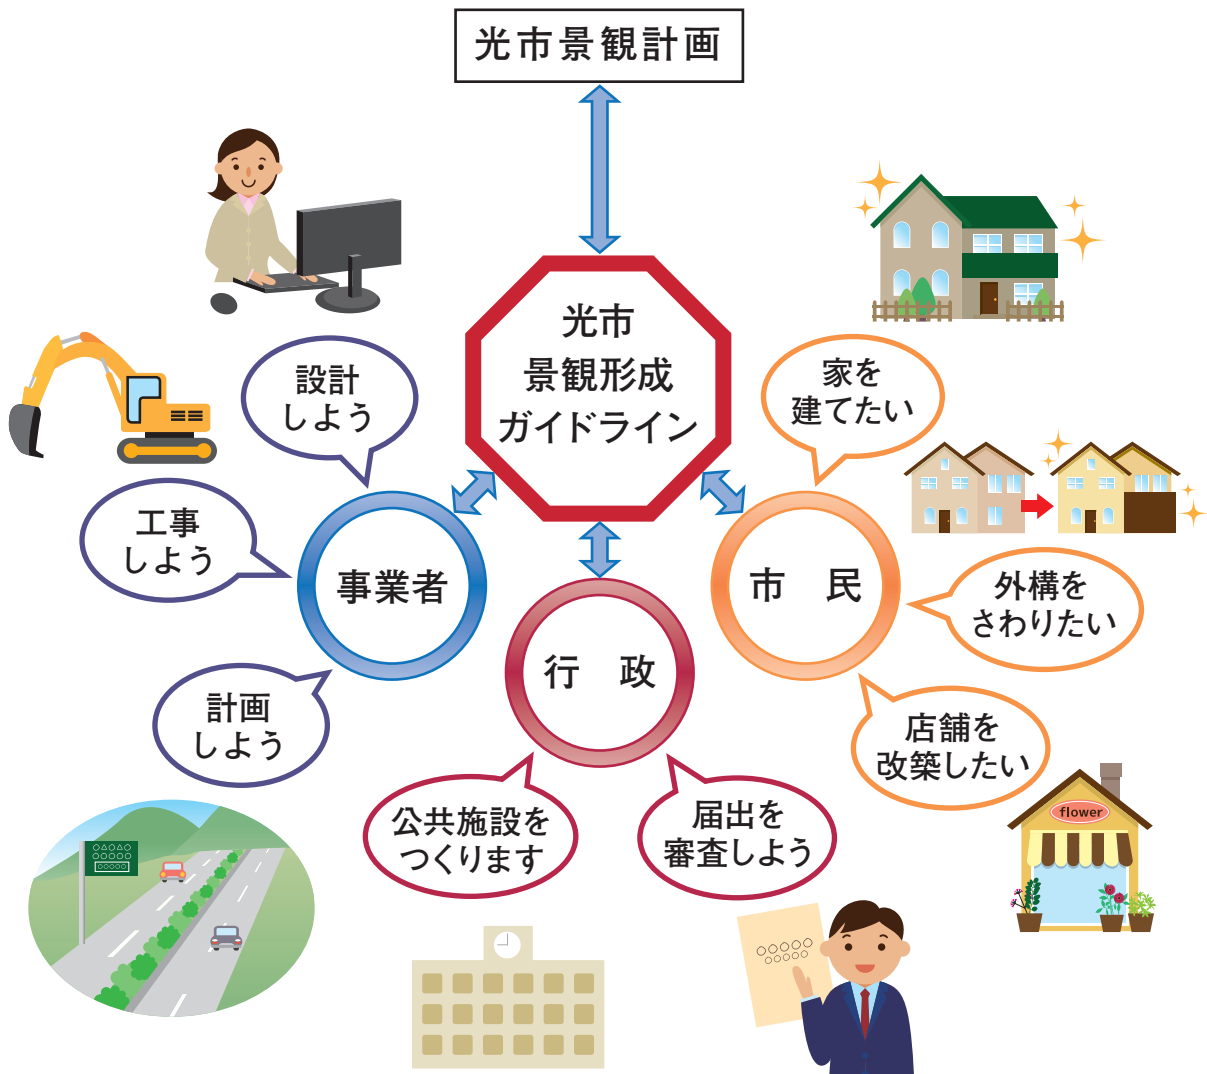 光市景観計画
光市
景観形成
ガイドライン
設計
しよう
工事
しよう
計画
しよう
事業者
行　政
市　民
家を
建てたい
外構を
さわりたい
店舗を
改築したい
公共施設を
つくります
届出を
審査しよう
flower
○△○△○
○○○○○
○○○○○
○○○○○
○○○○○